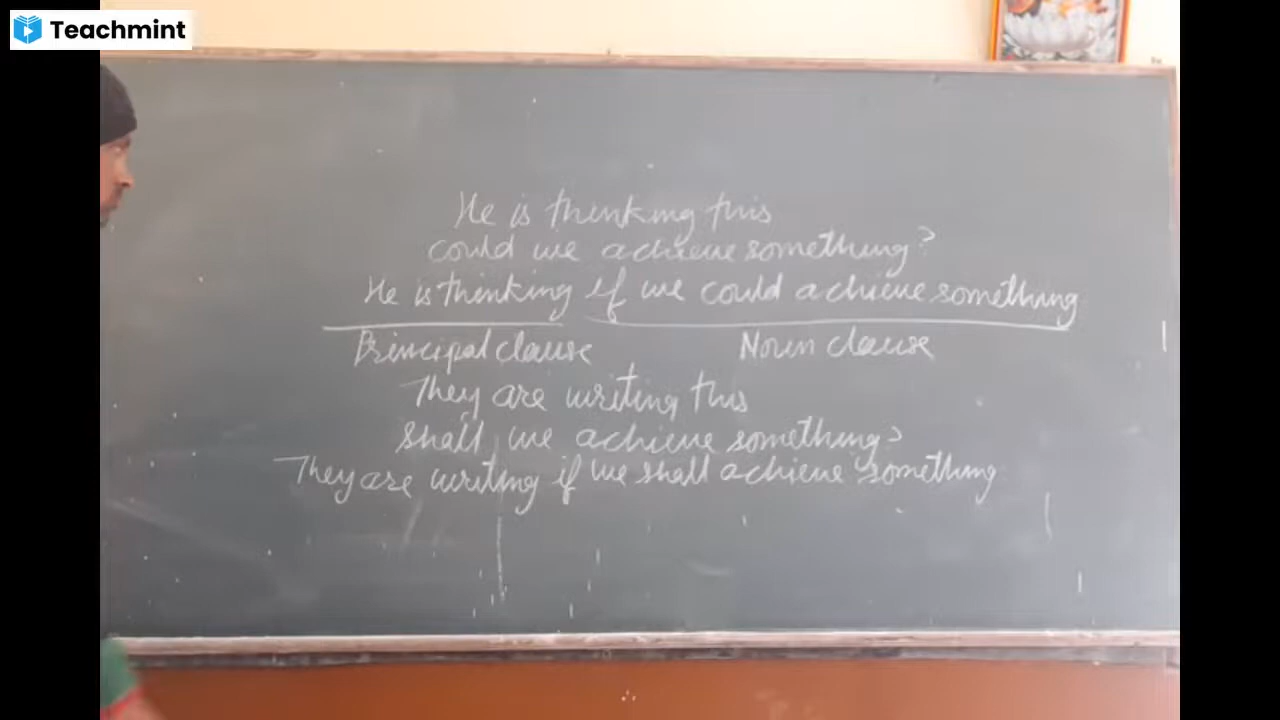 Teachmint
He is thinking this
could we achieve something?
He is thinking if we could achieve something
Principal clause Noun clause
They are writing this
shall we achieve something?
They are writing if we shall achieve something